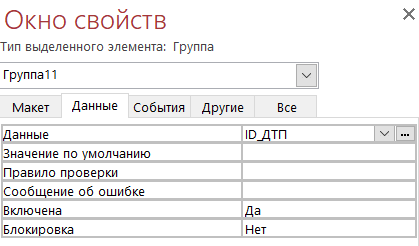 Окно свойств
Тип выделенного элемента: Группа
Группа11
Макет Данные События Другие Все
Данные ID_ДТП ...
Значение по умолчанию
Правило проверки
Сообщение об ошибке
Включена Да
Блокировка Нет